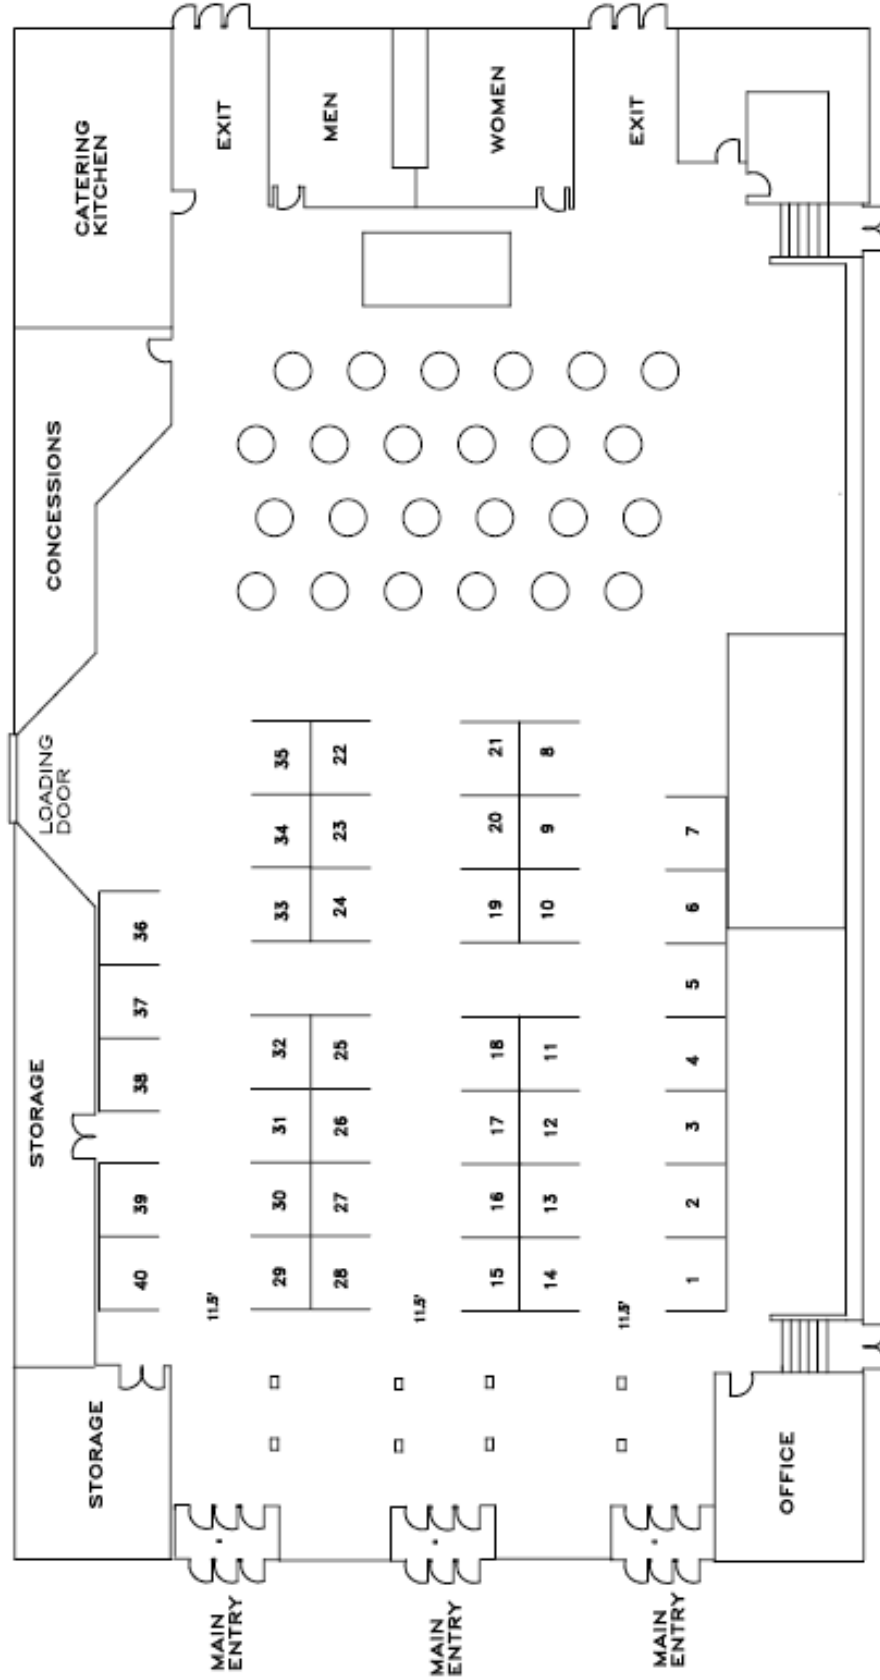 CATERING
KITCHEN
EXIT
MEN
WOMEN
EXIT
CONCESSIONS
LOADING
DOOR
STORAGE
STORAGE
OFFICE
36
37
38
39
40
35
34
33
32
31
30
29
22
23
24
25
26
27
28
21
20
19
18
17
16
15
8
9
10
11
12
13
14
7
6
5
4
3
2
1
11.5'
11.5'
11.5'
MAIN
ENTRY
MAIN
ENTRY
MAIN
ENTRY